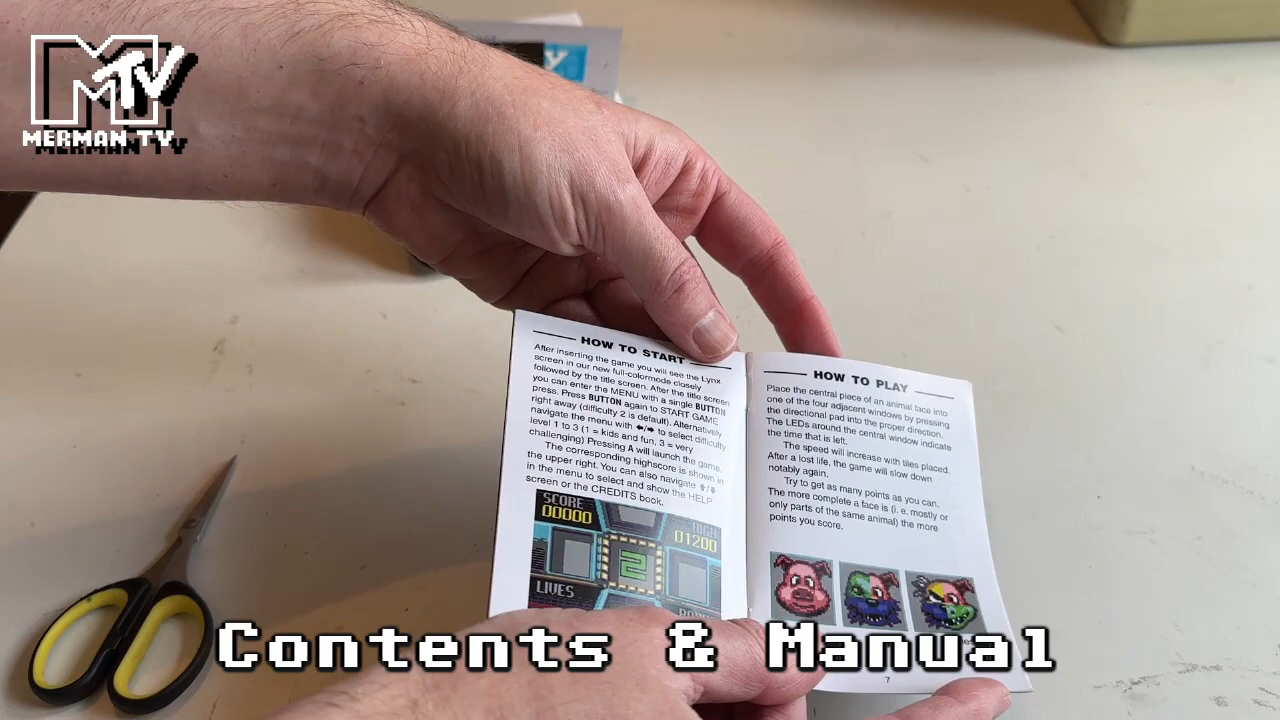 MTV
MERMAN TV
y
HOW TO START
After inserting the game you will see the Lynx
screen in our new full-colormode closely
followed by the title screen. After the title screen
you can enter the MENU with a single BUTTON
press. Press BUTTON again to START GAME
right away (difficulty 2 is default). Alternatively
navigate the menu with ←/→ to select difficulty
level 1 to 3 (1 = kids and fun, 3 = very
challenging) Pressing A will launch the game.
The corresponding highscore is shown in
the upper right. You can also navigate ↑/↓
in the menu to select and show the HELP
screen or the CREDITS book.
SCORE
00000
HIGH
01200
2
LIVES
HOW TO PLAY
Place the central piece of an animal face into
one of the four adjacent windows by pressing
the directional pad into the proper direction.
The LEDs around the central window indicate
the time that is left.
The speed will increase with tiles placed.
After a lost life, the game will slow down
notably again.
Try to get as many points as you can.
The more complete a face is (i. e. mostly or
only parts of the same animal) the more
points you score.
7
Contents & Manual